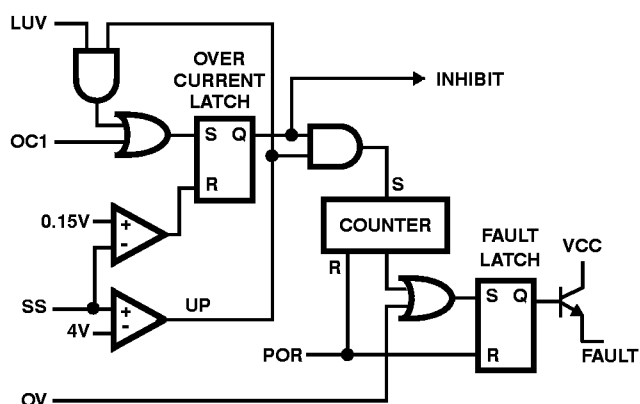 LUV
OVER
CURRENT
LATCH
INHIBIT
OC1
S Q
R
0.15V
+
-
S
COUNTER
R
FAULT
LATCH
VCC
SS
+
-
4V
UP
S Q
R
POR
FAULT
OV